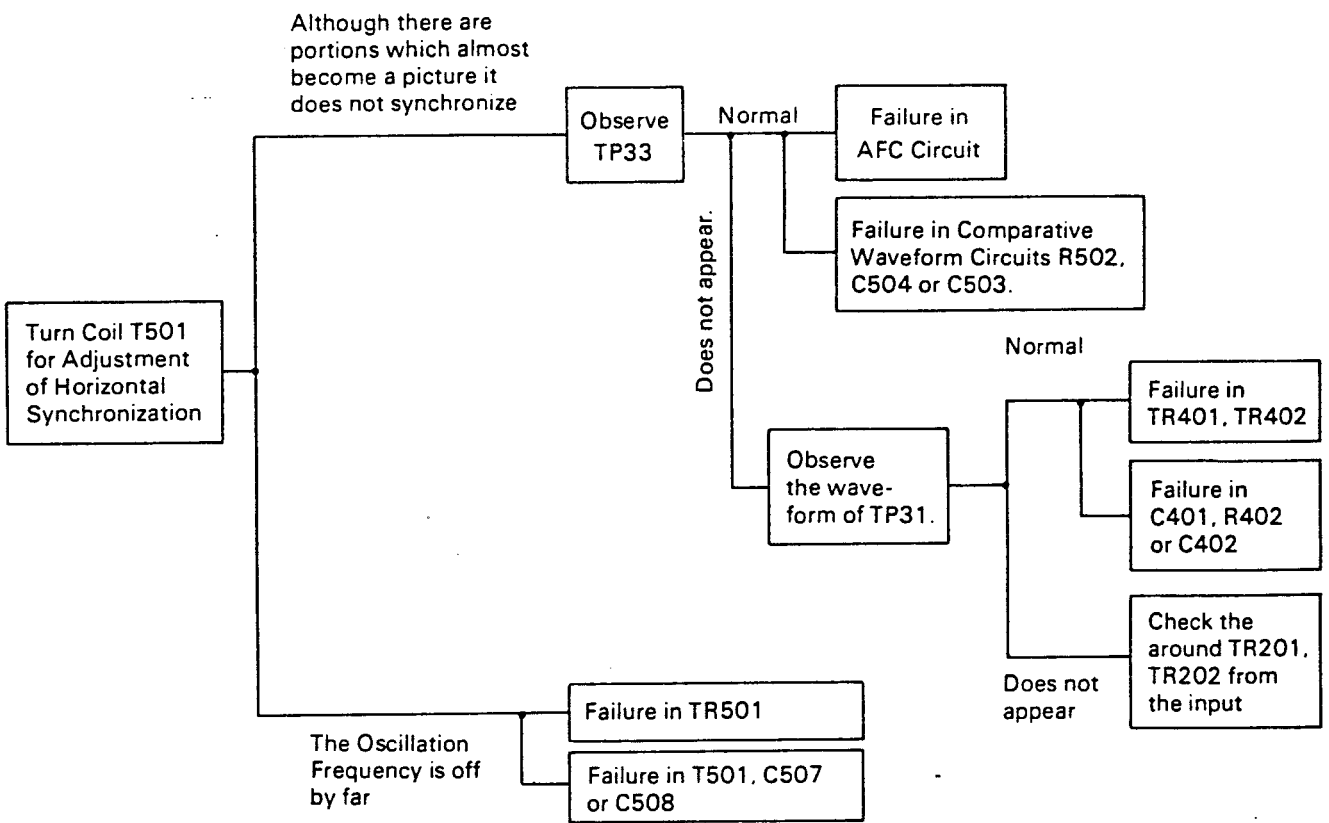 Although there are
portions which almost
become a picture it
does not synchronize
Observe
TP33
Normal
Failure in
AFC Circuit
Does not appear.
Failure in Comparative
Waveform Circuits R502,
C504 or C503.
Turn Coil T501
for Adjustment
of Horizontal
Synchronization
Normal
Observe
the wave-
form of TP31.
Failure in
TR401, TR402
Failure in
C401, R402
or C402
Does not
appear
Check the
around TR201,
TR202 from
the input
The Oscillation
Frequency is off
by far
Failure in TR501
Failure in T501, C507
or C508